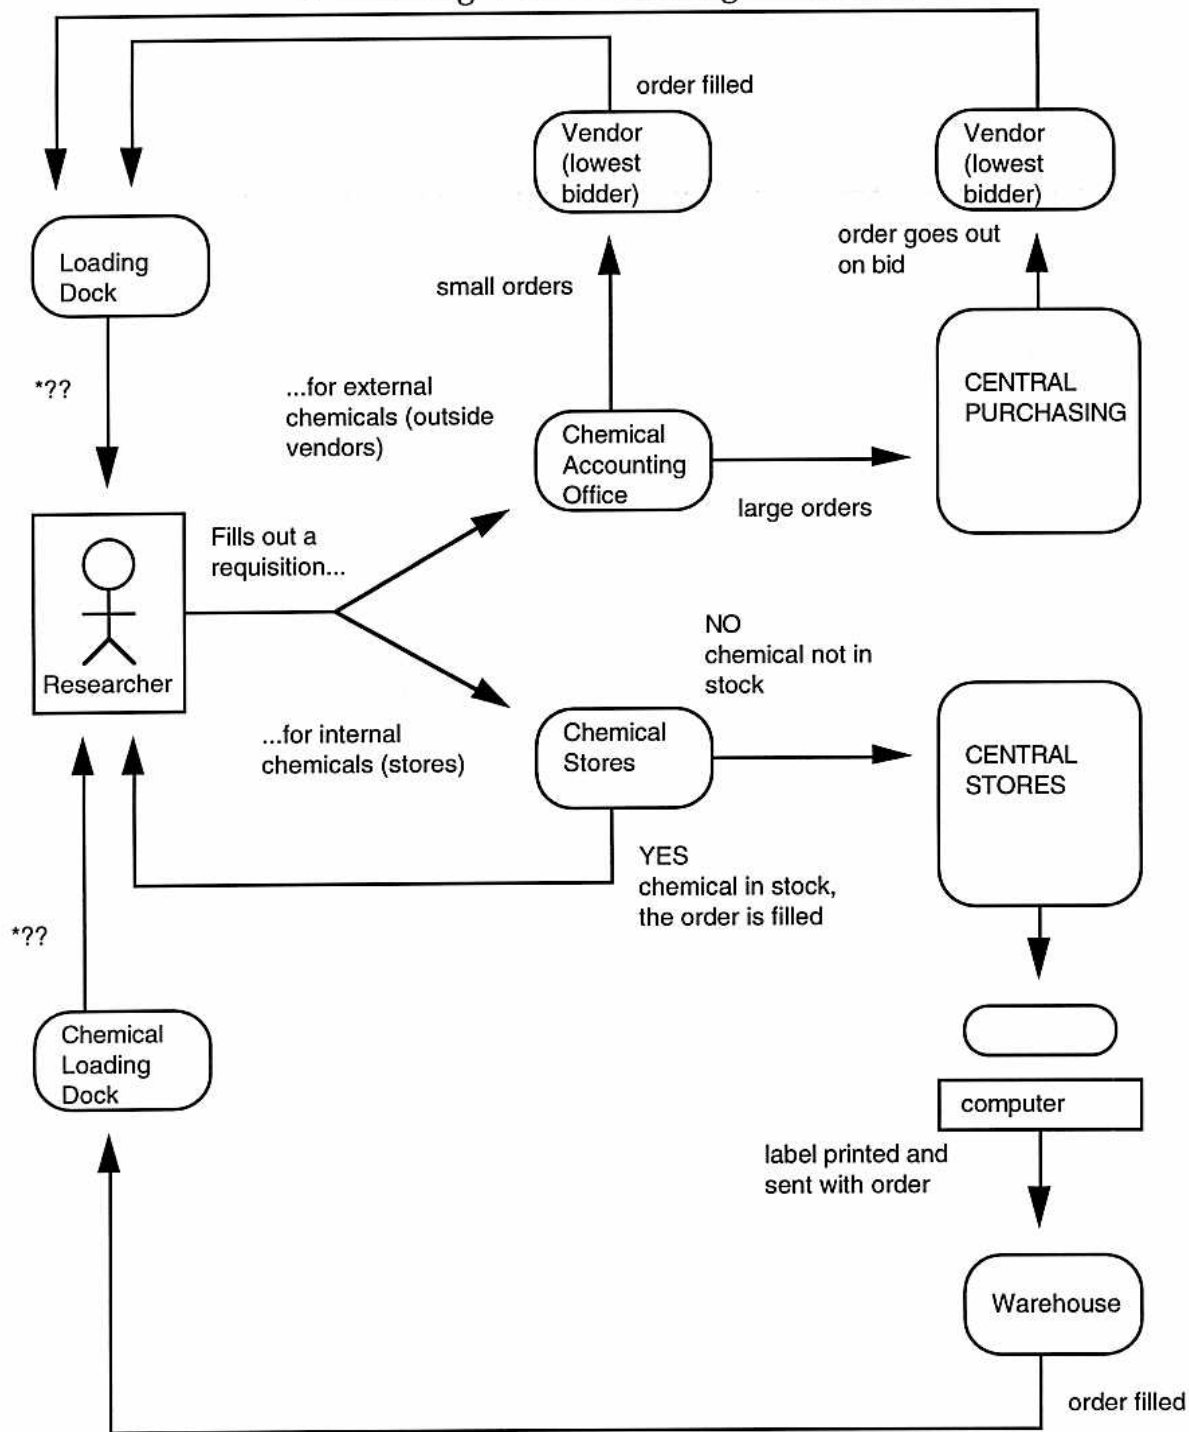 order filled
Vendor
(lowest
bidder)
Vendor
(lowest
bidder)
order goes out
on bid
Loading
Dock
small orders
*??
...for external
chemicals (outside
vendors)
Chemical
Accounting
Office
CENTRAL
PURCHASING
large orders
Fills out a
requisition...
Researcher
NO
chemical not in
stock
...for internal
chemicals (stores)
Chemical
Stores
CENTRAL
STORES
YES
chemical in stock,
the order is filled
*??
Chemical
Loading
Dock
computer
label printed and
sent with order
Warehouse
order filled